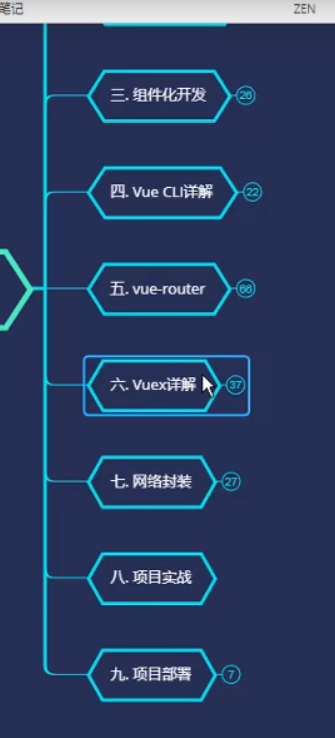 笔记
ZEN
三. 组件化开发
26
四. Vue CLI详解
22
五. vue-router
66
六. Vuex详解
37
七. 网络封装
27
八. 项目实战
九. 项目部署
7